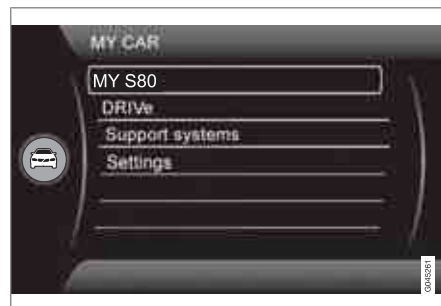 MY CAR
MY S80
DRIVe
Support systems
Settings
G045261